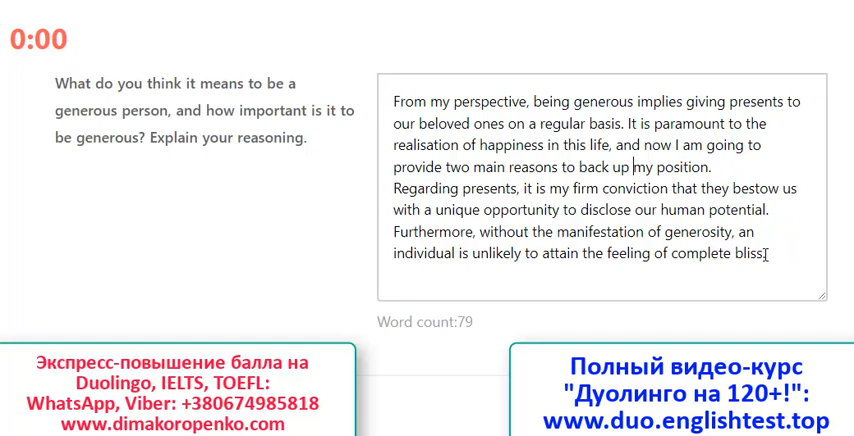 0:00
What do you think it means to be a
generous person, and how important is it to
be generous? Explain your reasoning.
From my perspective, being generous implies giving presents to
our beloved ones on a regular basis. It is paramount to the
realisation of happiness in this life, and now I am going to
provide two main reasons to back up my position.
Regarding presents, it is my firm conviction that they bestow us
with a unique opportunity to disclose our human potential.
Furthermore, without the manifestation of generosity, an
individual is unlikely to attain the feeling of complete bliss.
Word count:79
Экспресс-повышение балла на
Duolingo, IELTS, TOEFL:
WhatsApp, Viber: +380674985818
www.dimakoropenko.com
Полный видео-курс
"Дуолинго на 120+!":
www.duo.englishtest.top